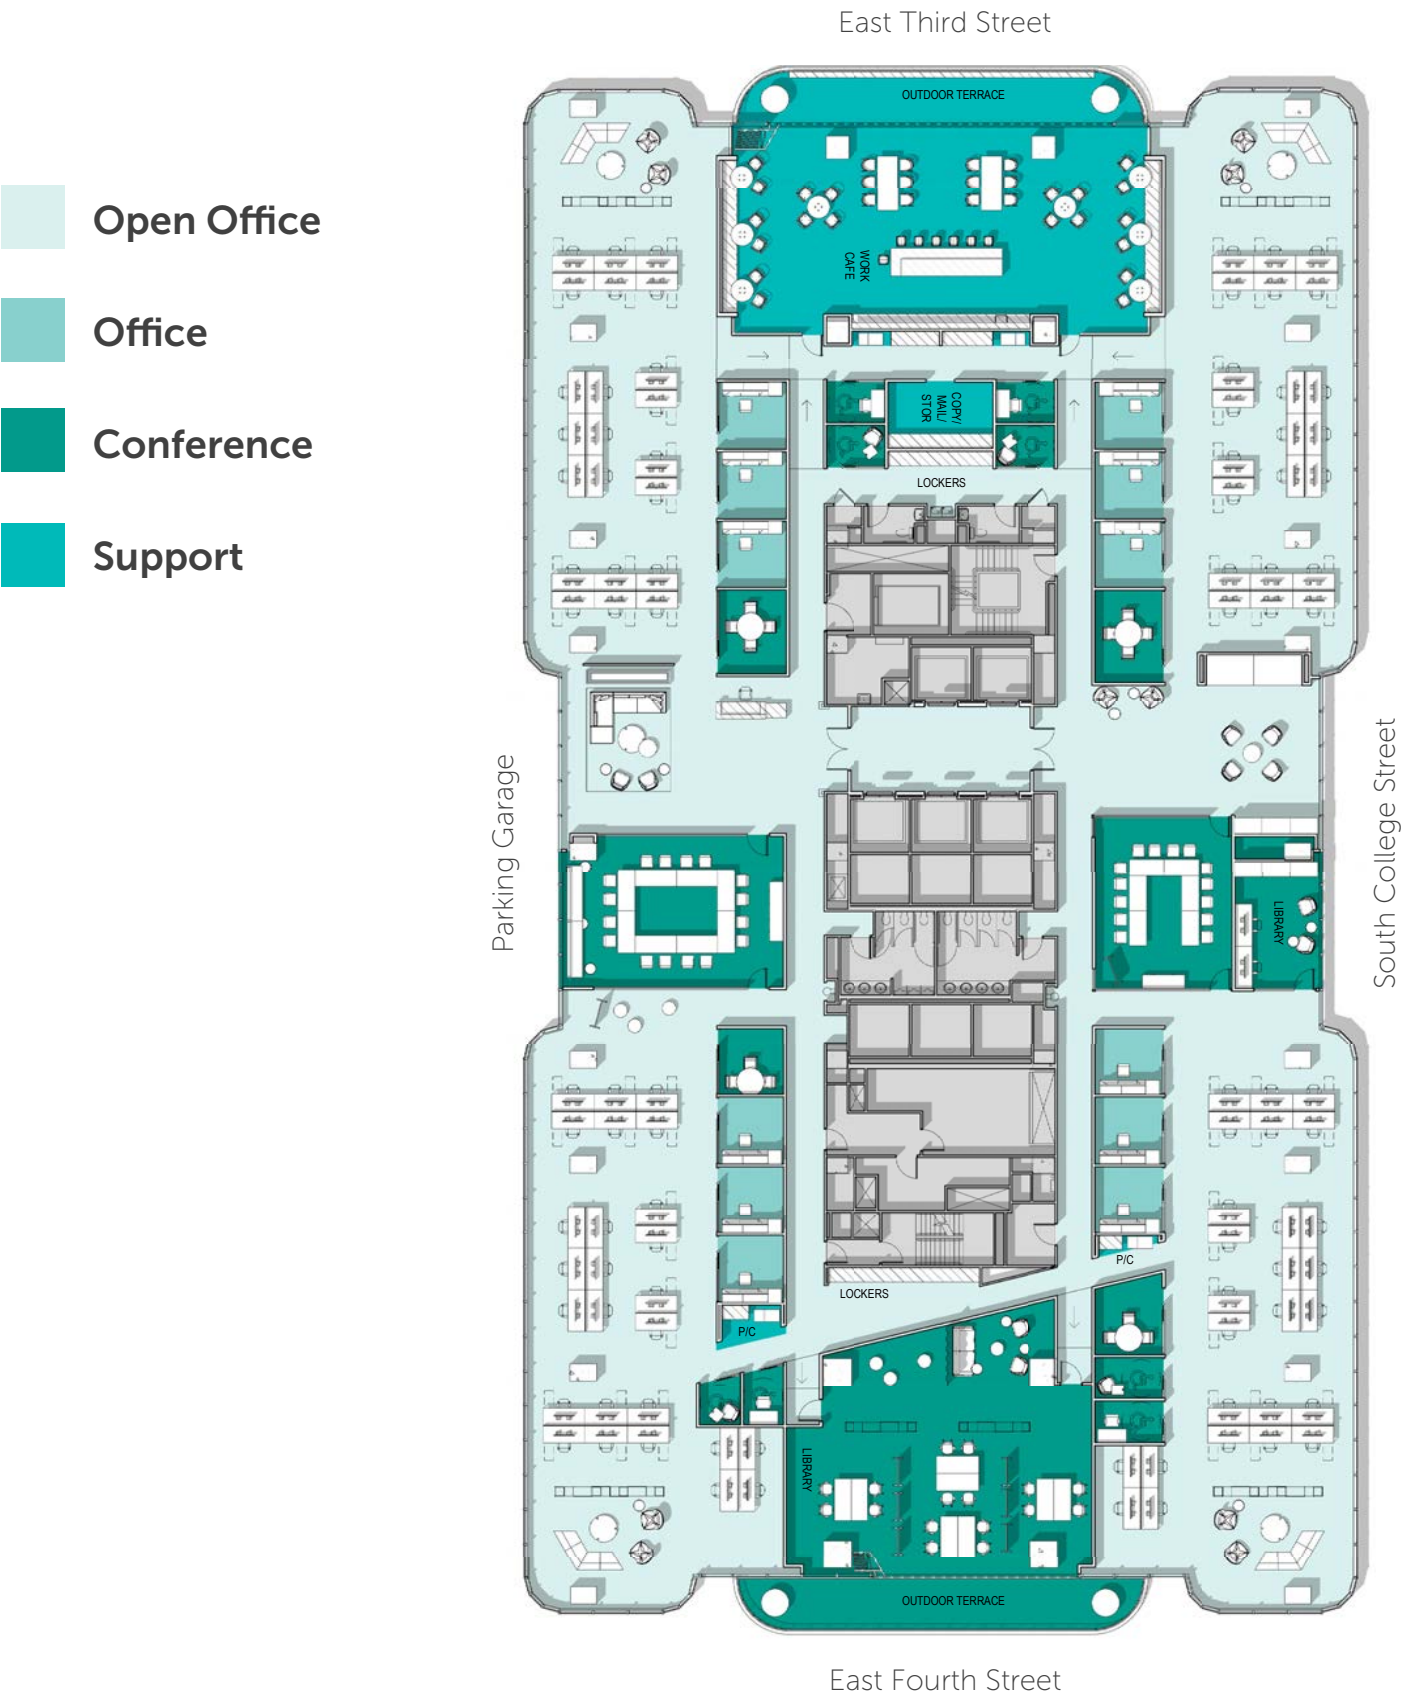 East Third Street
OUTDOOR TERRACE
Open Office
Office
Conference
Support
WORK
CAFE
COPY/
MAIL/
STOR
LOCKERS
Parking Garage
South College Street
LIBRARY
P/C
LOCKERS
P/C
LIBRARY
OUTDOOR TERRACE
East Fourth Street